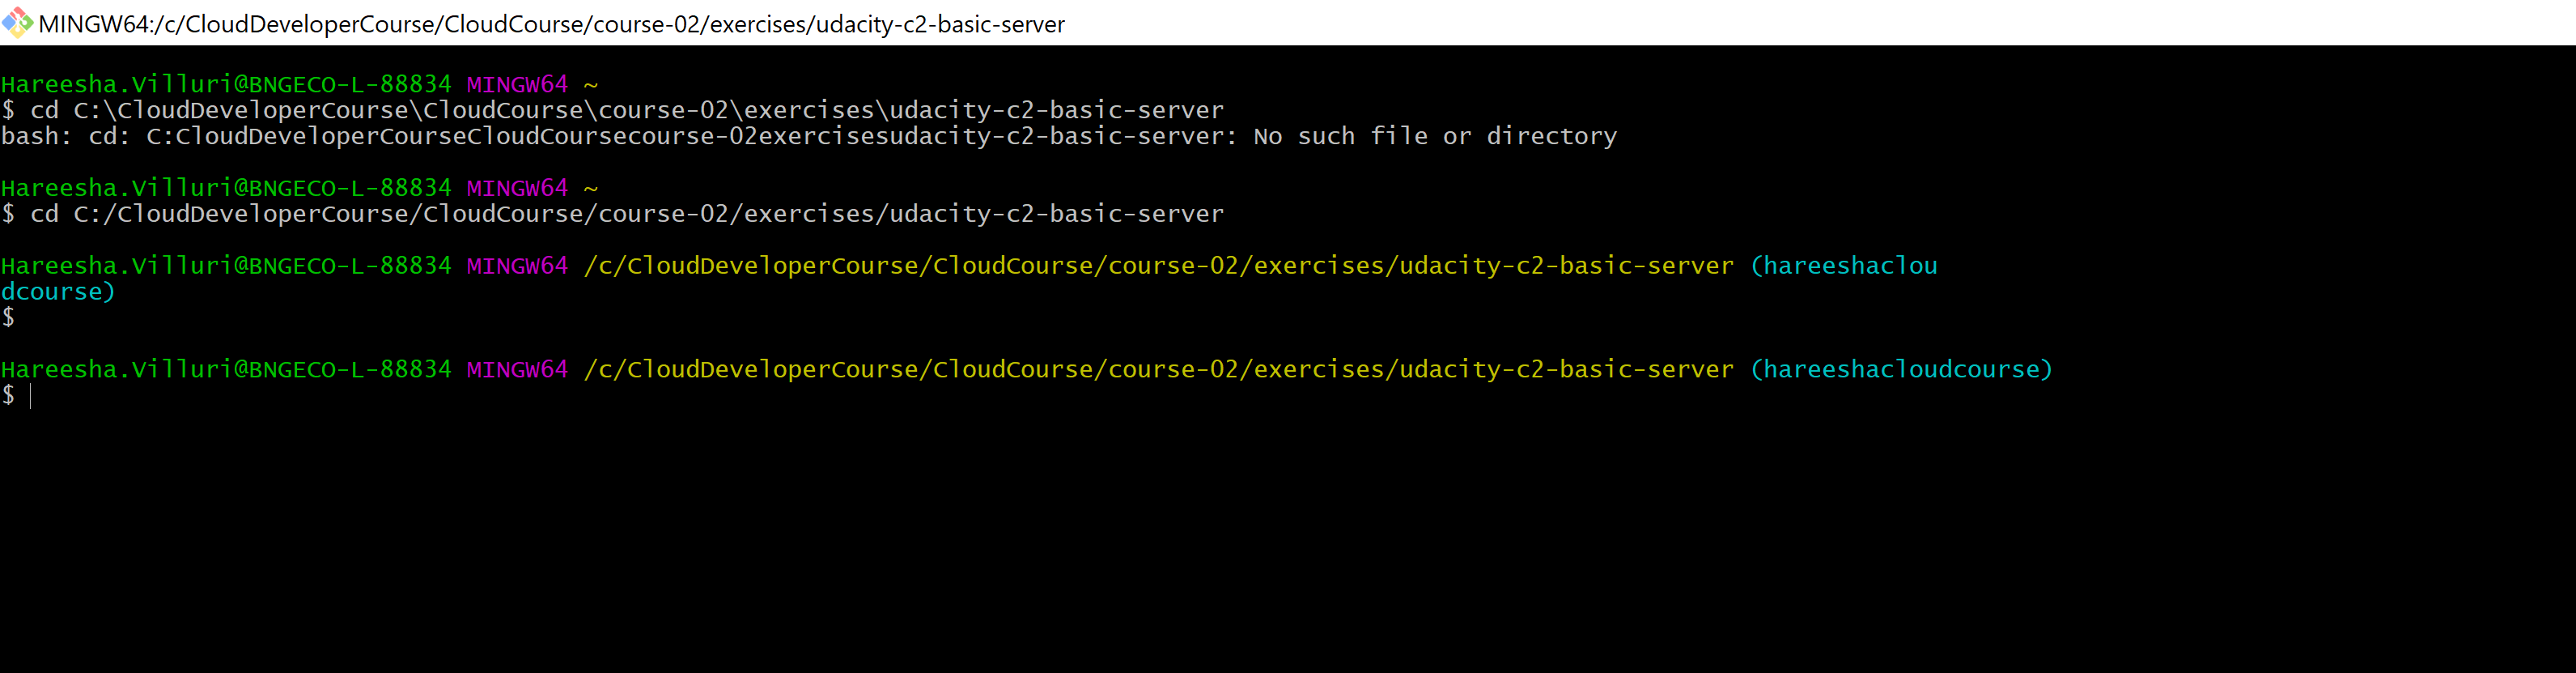 MINGW64:/c/CloudDeveloperCourse/CloudCourse/course-02/exercises/udacity-c2-basic-server
Hareesha.Villuri@BNGECO-L-88834 MINGW64 ~
$ cd C:\CloudDeveloperCourse\CloudCourse\course-02\exercises\udacity-c2-basic-server
bash: cd: C:CloudDeveloperCourseCloudCoursecourse-02exercisesudacity-c2-basic-server: No such file or directory
Hareesha.Villuri@BNGECO-L-88834 MINGW64 ~
$ cd C:/CloudDeveloperCourse/CloudCourse/course-02/exercises/udacity-c2-basic-server
Hareesha.Villuri@BNGECO-L-88834 MINGW64 /c/CloudDeveloperCourse/CloudCourse/course-02/exercises/udacity-c2-basic-server (hareeshaclou
dcourse)
$
Hareesha.Villuri@BNGECO-L-88834 MINGW64 /c/CloudDeveloperCourse/CloudCourse/course-02/exercises/udacity-c2-basic-server (hareeshacloudcourse)
$